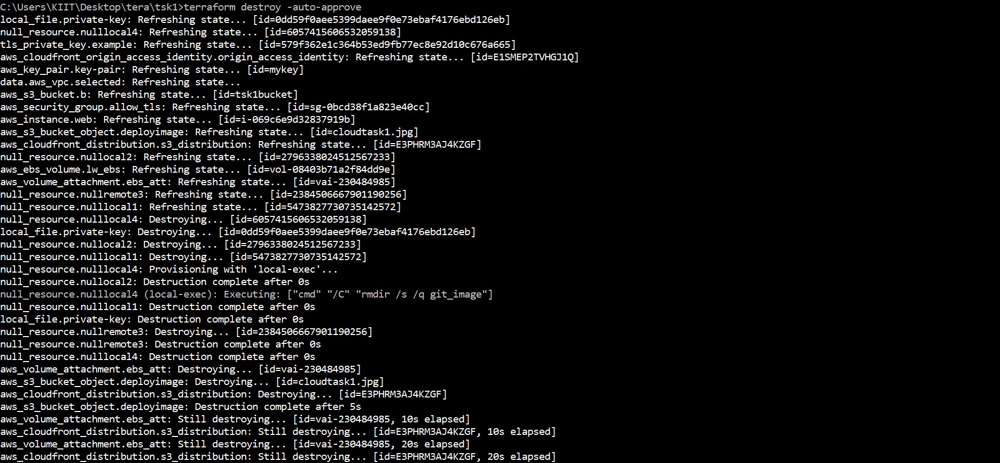 C:\Users\KIIT\Desktop\tera\tsk1>terraform destroy -auto-approve
local_file.private-key: Refreshing state... [id=0dd59f0aee5399daee9f0e73ebaf4176ebd126eb]
null_resource.nulllocal4: Refreshing state... [id=6057415606532059138]
tls_private_key.example: Refreshing state... [id=579f362e1c364b53ed9fb77ec8e92d10c676a665]
aws_cloudfront_origin_access_identity.origin_access_identity: Refreshing state... [id=E1SMEP2TVHGJ1Q]
aws_key_pair.key-pair: Refreshing state... [id=mykey]
data.aws_vpc.selected: Refreshing state...
aws_s3_bucket.b: Refreshing state... [id=tsk1bucket]
aws_security_group.allow_tls: Refreshing state... [id=sg-0bcd38f1a823e40cc]
aws_instance.web: Refreshing state... [id=i-069c6e9d32837919b]
aws_s3_bucket_object.deployimage: Refreshing state... [id=cloudtask1.jpg]
aws_cloudfront_distribution.s3_distribution: Refreshing state... [id=E3PHRM3AJ4KZGF]
null_resource.nullocal2: Refreshing state... [id=2796338024512567233]
aws_ebs_volume.lw_ebs: Refreshing state... [id=vol-08403b71a2f84dd9e]
aws_volume_attachment.ebs_att: Refreshing state... [id=vai-230484985]
null_resource.nullremote3: Refreshing state... [id=2384506667901190256]
null_resource.nulllocal1: Refreshing state... [id=5473827730735142572]
null_resource.nulllocal4: Destroying... [id=6057415606532059138]
local_file.private-key: Destroying... [id=0dd59f0aee5399daee9f0e73ebaf4176ebd126eb]
null_resource.nullocal2: Destroying... [id=2796338024512567233]
null_resource.nulllocal1: Destroying... [id=5473827730735142572]
null_resource.nulllocal4: Provisioning with 'local-exec'...
null_resource.nullocal2: Destruction complete after 0s
null_resource.nulllocal4 (local-exec): Executing: ["cmd" "/C" "rmdir /s /q git_image"]
null_resource.nulllocal1: Destruction complete after 0s
local_file.private-key: Destruction complete after 0s
null_resource.nullremote3: Destroying... [id=2384506667901190256]
null_resource.nullremote3: Destruction complete after 0s
null_resource.nulllocal4: Destruction complete after 0s
aws_volume_attachment.ebs_att: Destroying... [id=vai-230484985]
aws_s3_bucket_object.deployimage: Destroying... [id=cloudtask1.jpg]
aws_cloudfront_distribution.s3_distribution: Destroying... [id=E3PHRM3AJ4KZGF]
aws_s3_bucket_object.deployimage: Destruction complete after 5s
aws_volume_attachment.ebs_att: Still destroying... [id=vai-230484985, 10s elapsed]
aws_cloudfront_distribution.s3_distribution: Still destroying... [id=E3PHRM3AJ4KZGF, 10s elapsed]
aws_volume_attachment.ebs_att: Still destroying... [id=vai-230484985, 20s elapsed]
aws_cloudfront_distribution.s3_distribution: Still destroying... [id=E3PHRM3AJ4KZGF, 20s elapsed]